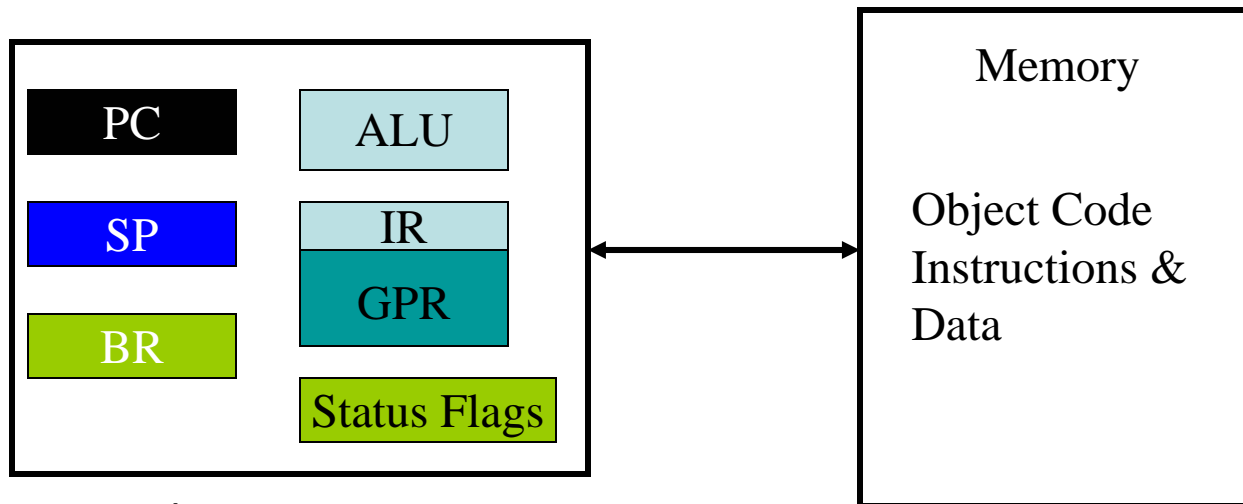 PC
SP
BR
ALU
IR
GPR
Status Flags
Memory
Object Code
Instructions &
Data